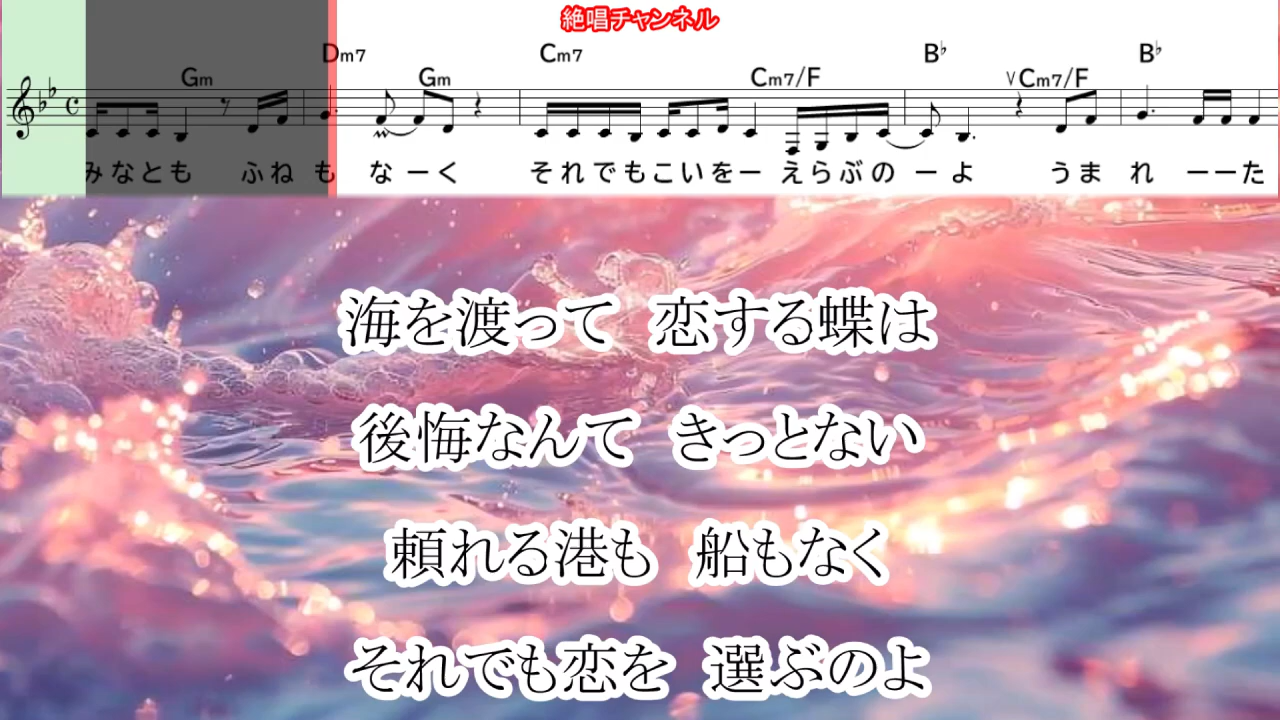 絶唱チャンネル
Dm7 Cm7 B♭ B♭
Gm Gm Cm7/F Cm7/F
みなとも ふね も なーく それでもこいをー えらぶの ーよ うま れ ーーた
海を渡って 恋する蝶は
後悔なんて きっとない
頼れる港も 船もなく
それでも恋を 選ぶのよ